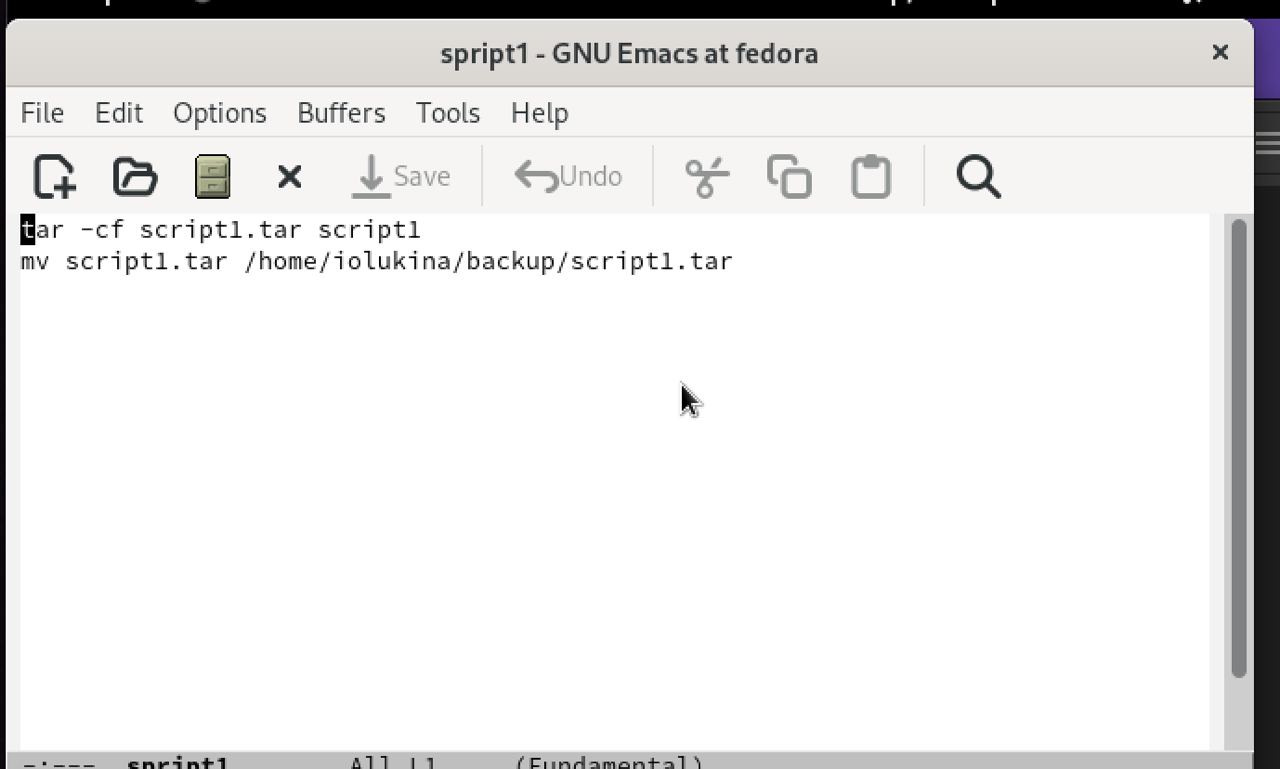 spript1 - GNU Emacs at fedora
File Edit Options Buffers Tools Help
Save Undo
tar -cf script1.tar script1
mv script1.tar /home/iolukina/backup/script1.tar
-:--- spript1 All L1 (Fundamental)